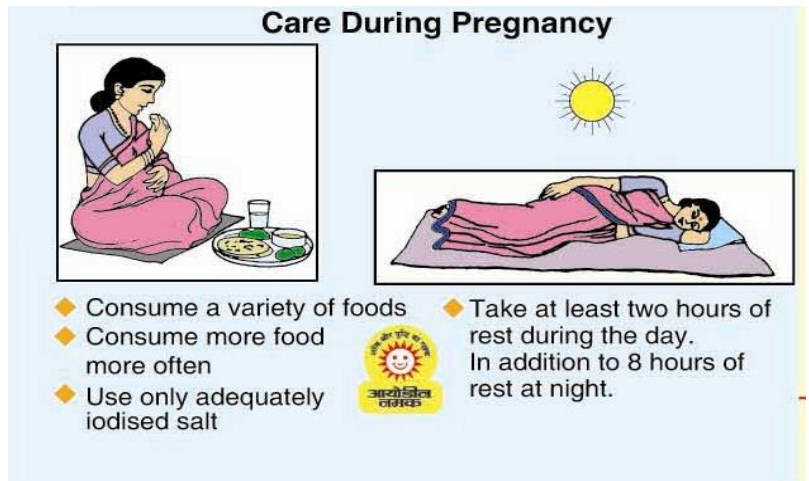 Care During Pregnancy
Consume a variety of foods
Consume more food
more often
Use only adequately
iodised salt
आयोडीन
नमक
Take at least two hours of
rest during the day.
In addition to 8 hours of
rest at night.